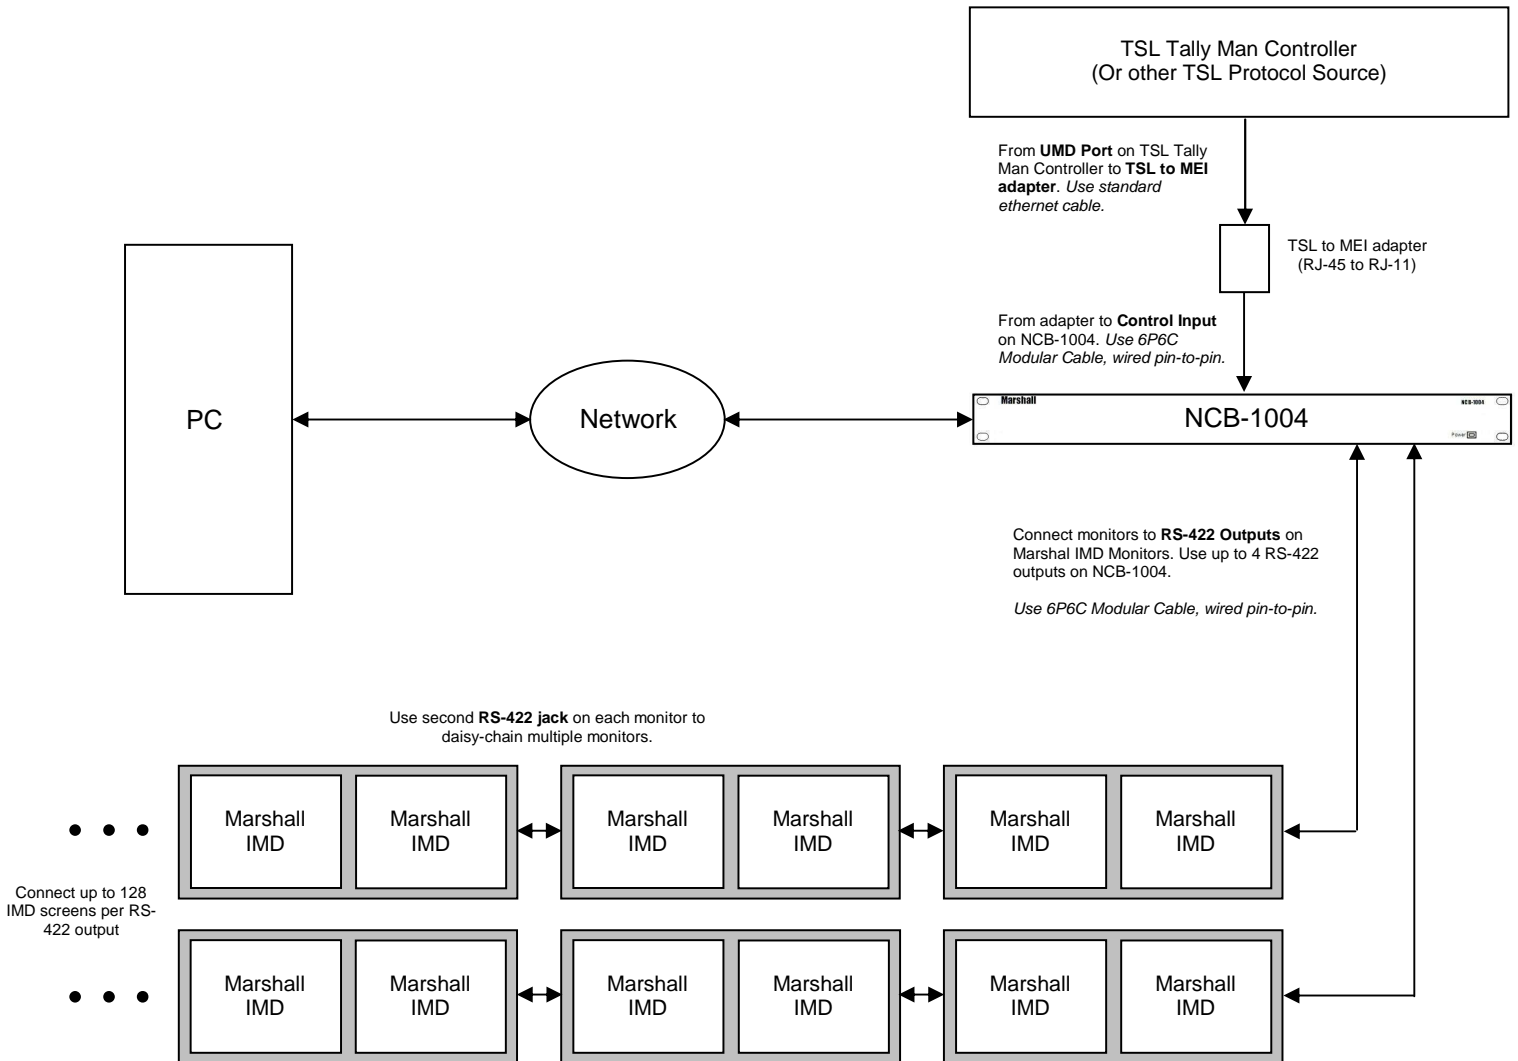 TSL Tally Man Controller
(Or other TSL Protocol Source)
From UMD Port on TSL Tally
Man Controller to TSL to MEI
adapter. Use standard
ethernet cable.
TSL to MEI adapter
(RJ-45 to RJ-11)
From adapter to Control Input
on NCB-1004. Use 6P6C
Modular Cable, wired pin-to-pin.
PC
Network
Marshall
NCB-1004
NCB-1004
Power
Connect monitors to RS-422 Outputs on
Marshal IMD Monitors. Use up to 4 RS-422
outputs on NCB-1004.
Use 6P6C Modular Cable, wired pin-to-pin.
Use second RS-422 jack on each monitor to
daisy-chain multiple monitors.
Marshall
IMD
Marshall
IMD
Marshall
IMD
Marshall
IMD
Marshall
IMD
Marshall
IMD
Connect up to 128
IMD screens per RS-
422 output
Marshall
IMD
Marshall
IMD
Marshall
IMD
Marshall
IMD
Marshall
IMD
Marshall
IMD